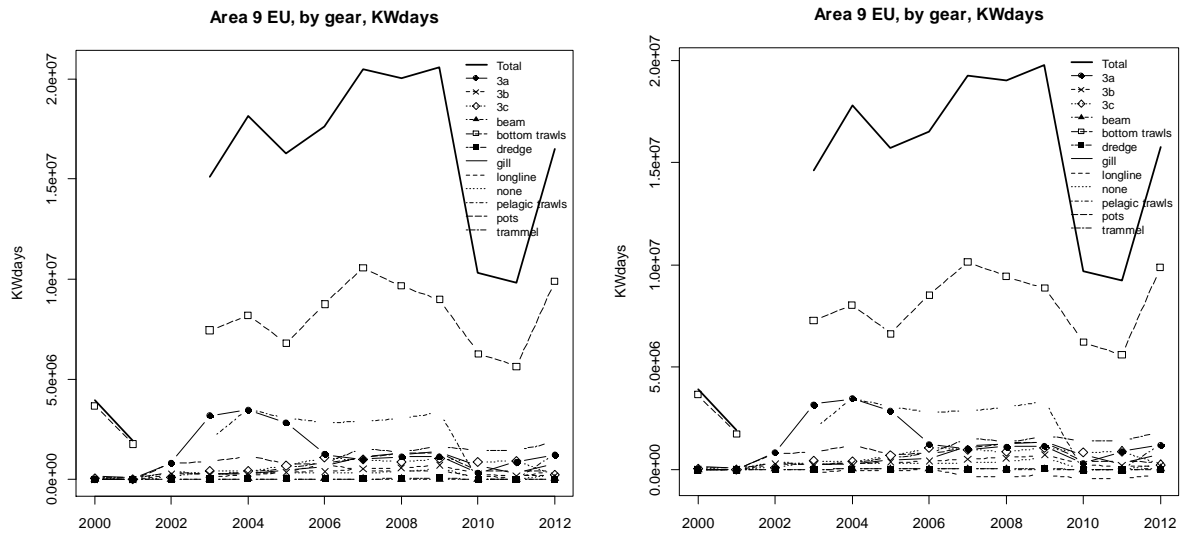 Area 9 EU, by gear, KWdays
KWdays
2.0e+07
1.5e+07
1.0e+07
5.0e+06
0.0e+00
2000 2002 2004 2006 2008 2010 2012
Total
3a
3b
3c
beam
bottom trawls
dredge
gill
longline
none
pelagic trawls
pots
trammel
Area 9 EU, by gear, KWdays
KWdays
2.0e+07
1.5e+07
1.0e+07
5.0e+06
0.0e+00
2000 2002 2004 2006 2008 2010 2012
Total
3a
3b
3c
beam
bottom trawls
dredge
gill
longline
none
pelagic trawls
pots
trammel